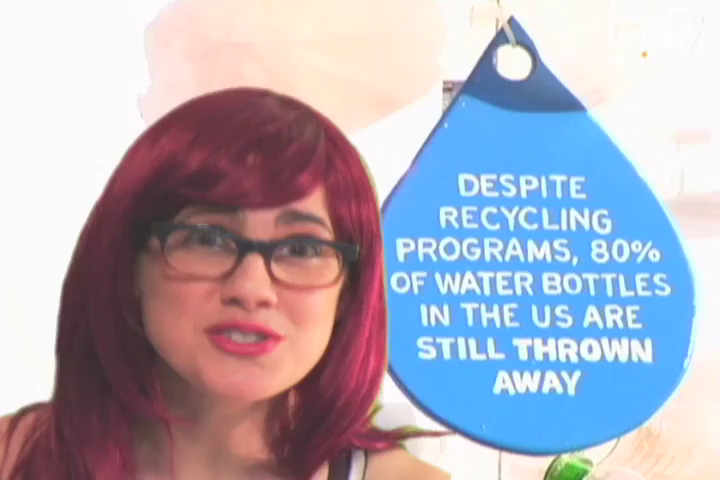 DESPITE
RECYCLING
PROGRAMS, 80%
OF WATER BOTTLES
IN THE US ARE
STILL THROWN
AWAY